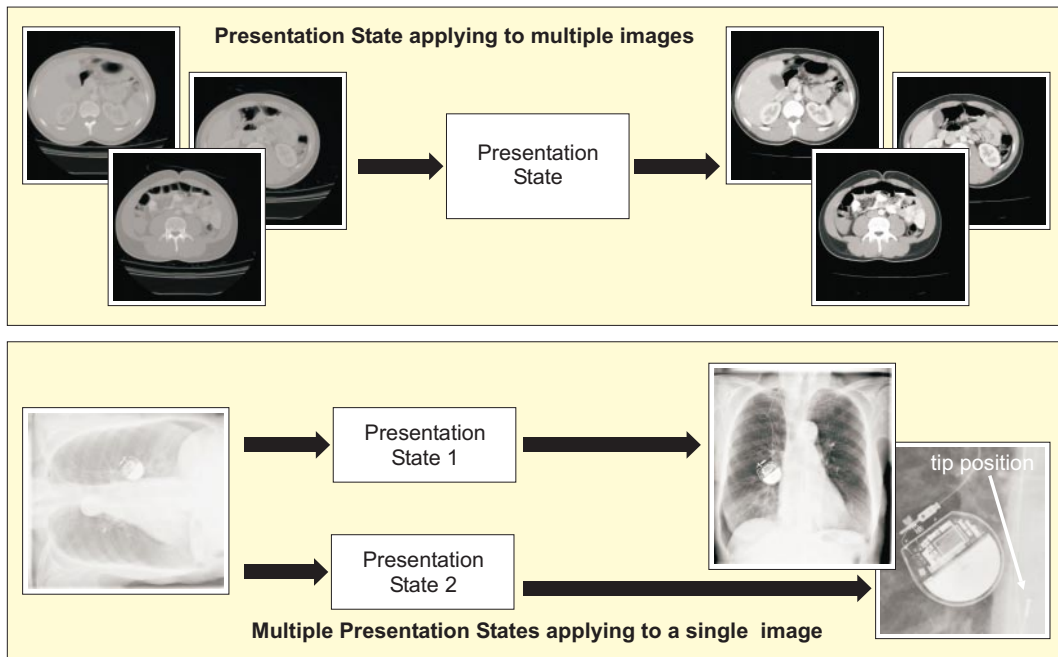 Presentation State applying to multiple images
Presentation
State
Presentation
State 1
tip position
Presentation
State 2
Multiple Presentation States applying to a single image